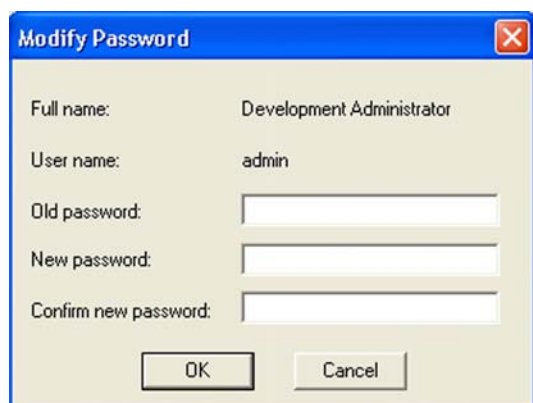 Modify Password
Full name: Development Administrator
User name: admin
Old password:
New password:
Confirm new password:
OK Cancel